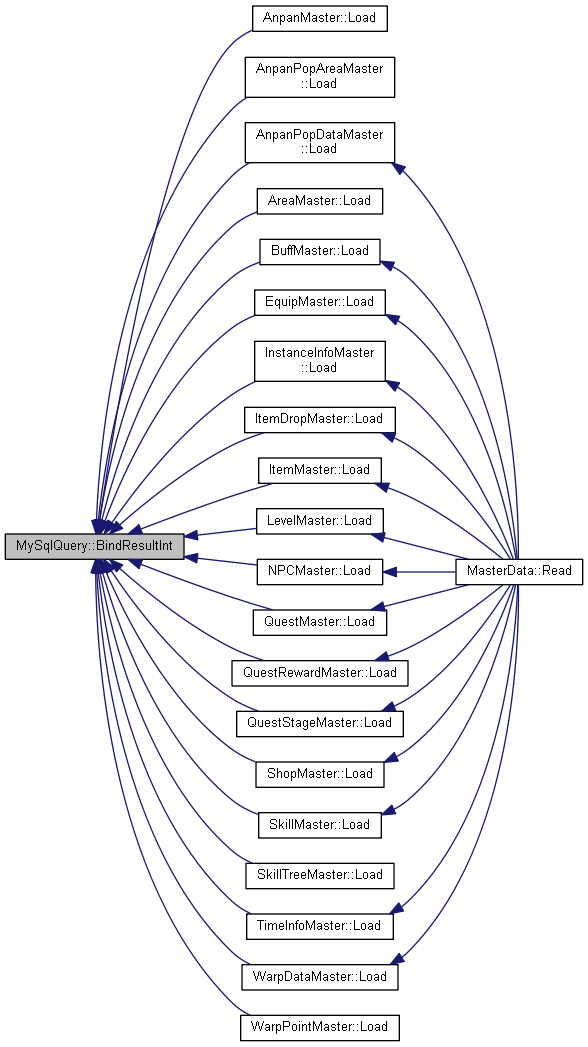 AnpanMaster::Load
AnpanPopAreaMaster
::Load
AnpanPopDataMaster
::Load
AreaMaster::Load
BuffMaster::Load
EquipMaster::Load
InstanceInfoMaster
::Load
ItemDropMaster::Load
ItemMaster::Load
LevelMaster::Load
MySqlQuery::BindResultInt
NPCMaster::Load
MasterData::Read
QuestMaster::Load
QuestRewardMaster::Load
QuestStageMaster::Load
ShopMaster::Load
SkillMaster::Load
SkillTreeMaster::Load
TimeInfoMaster::Load
WarpDataMaster::Load
WarpPointMaster::Load